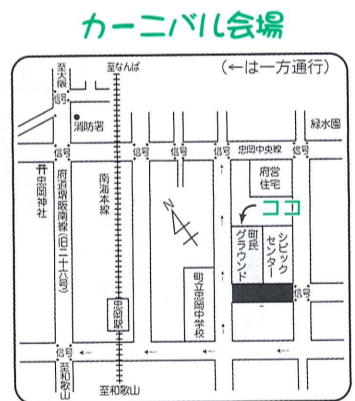 カーニバル会場
(←は一方通行)
至大阪
至なんば
信号
消防署
緑水園
信号
信号
信号
信号
信号
忠岡中央線
府営
住宅
忠岡神社
府道堺阪南線(旧二十六号)
南海本線
ココ
町民
グラウンド
シビック
センター
町立忠岡中学校
信号
忠岡駅
信号
至和歌山
至和歌山